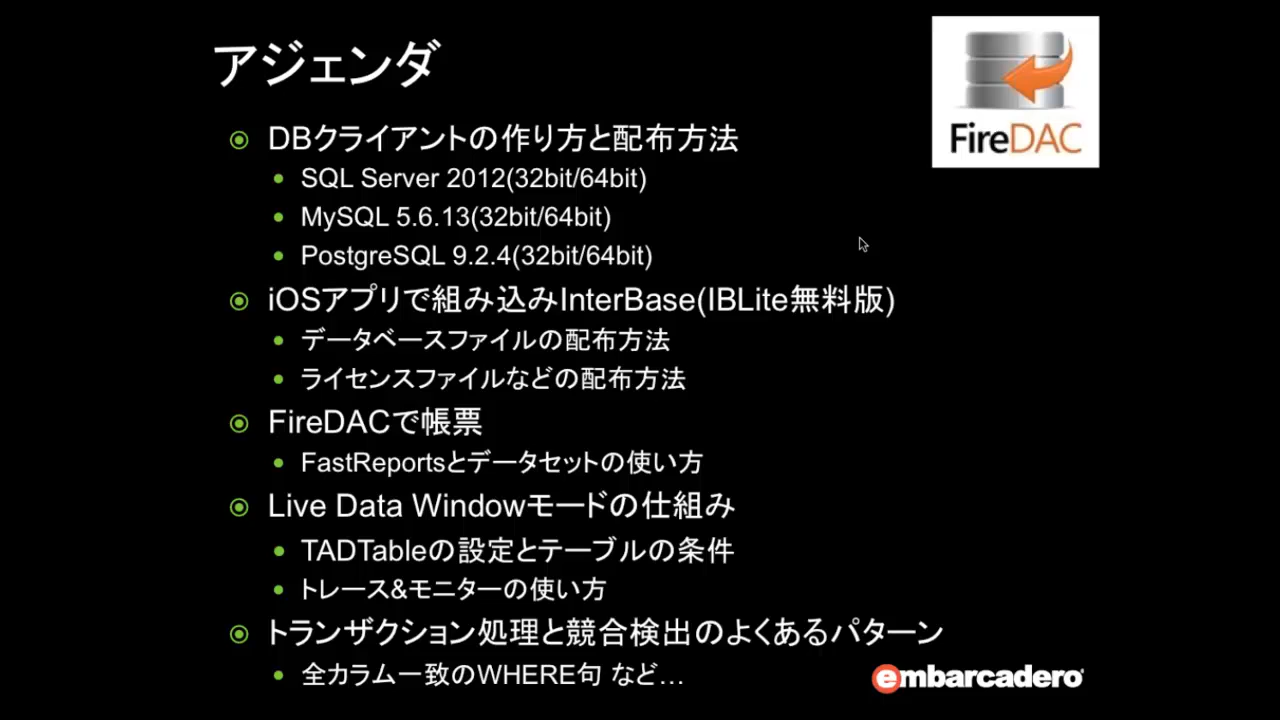 アジェンダ
FireDAC
DBクライアントの作り方と配布方法
SQL Server 2012(32bit/64bit)
MySQL 5.6.13(32bit/64bit)
PostgreSQL 9.2.4(32bit/64bit)
iOSアプリで組み込みInterBase(IBLite無料版)
データベースファイルの配布方法
ライセンスファイルなどの配布方法
FireDACで帳票
FastReportsとデータセットの使い方
Live Data Windowモードの仕組み
TADTableの設定とテーブルの条件
トレース&モニターの使い方
トランザクション処理と競合検出のよくあるパターン
全カラム一致のWHERE句 など…
embarcadero